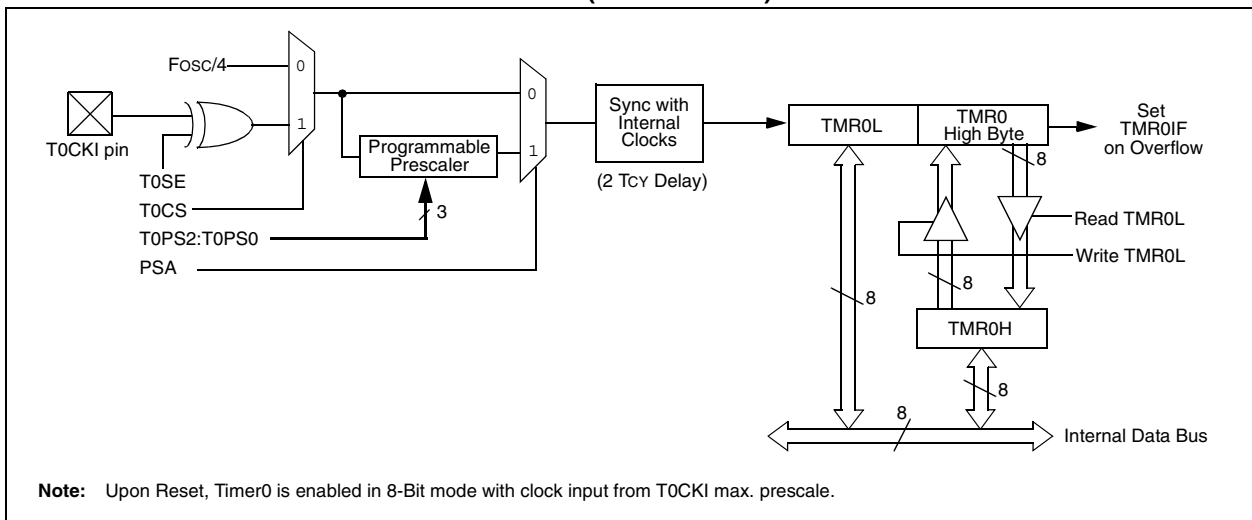 FOSC/4
0
1
T0CKI pin
T0SE
T0CS
T0PS2:T0PS0
PSA
Programmable
Prescaler
3
0
1
Sync with
Internal
Clocks
(2 TCY Delay)
TMR0L
TMR0
High Byte
Set
TMR0IF
on Overflow
8
Read TMR0L
Write TMR0L
8
8
TMR0H
8
8
Internal Data Bus
Note: Upon Reset, Timer0 is enabled in 8-Bit mode with clock input from T0CKI max. prescale.